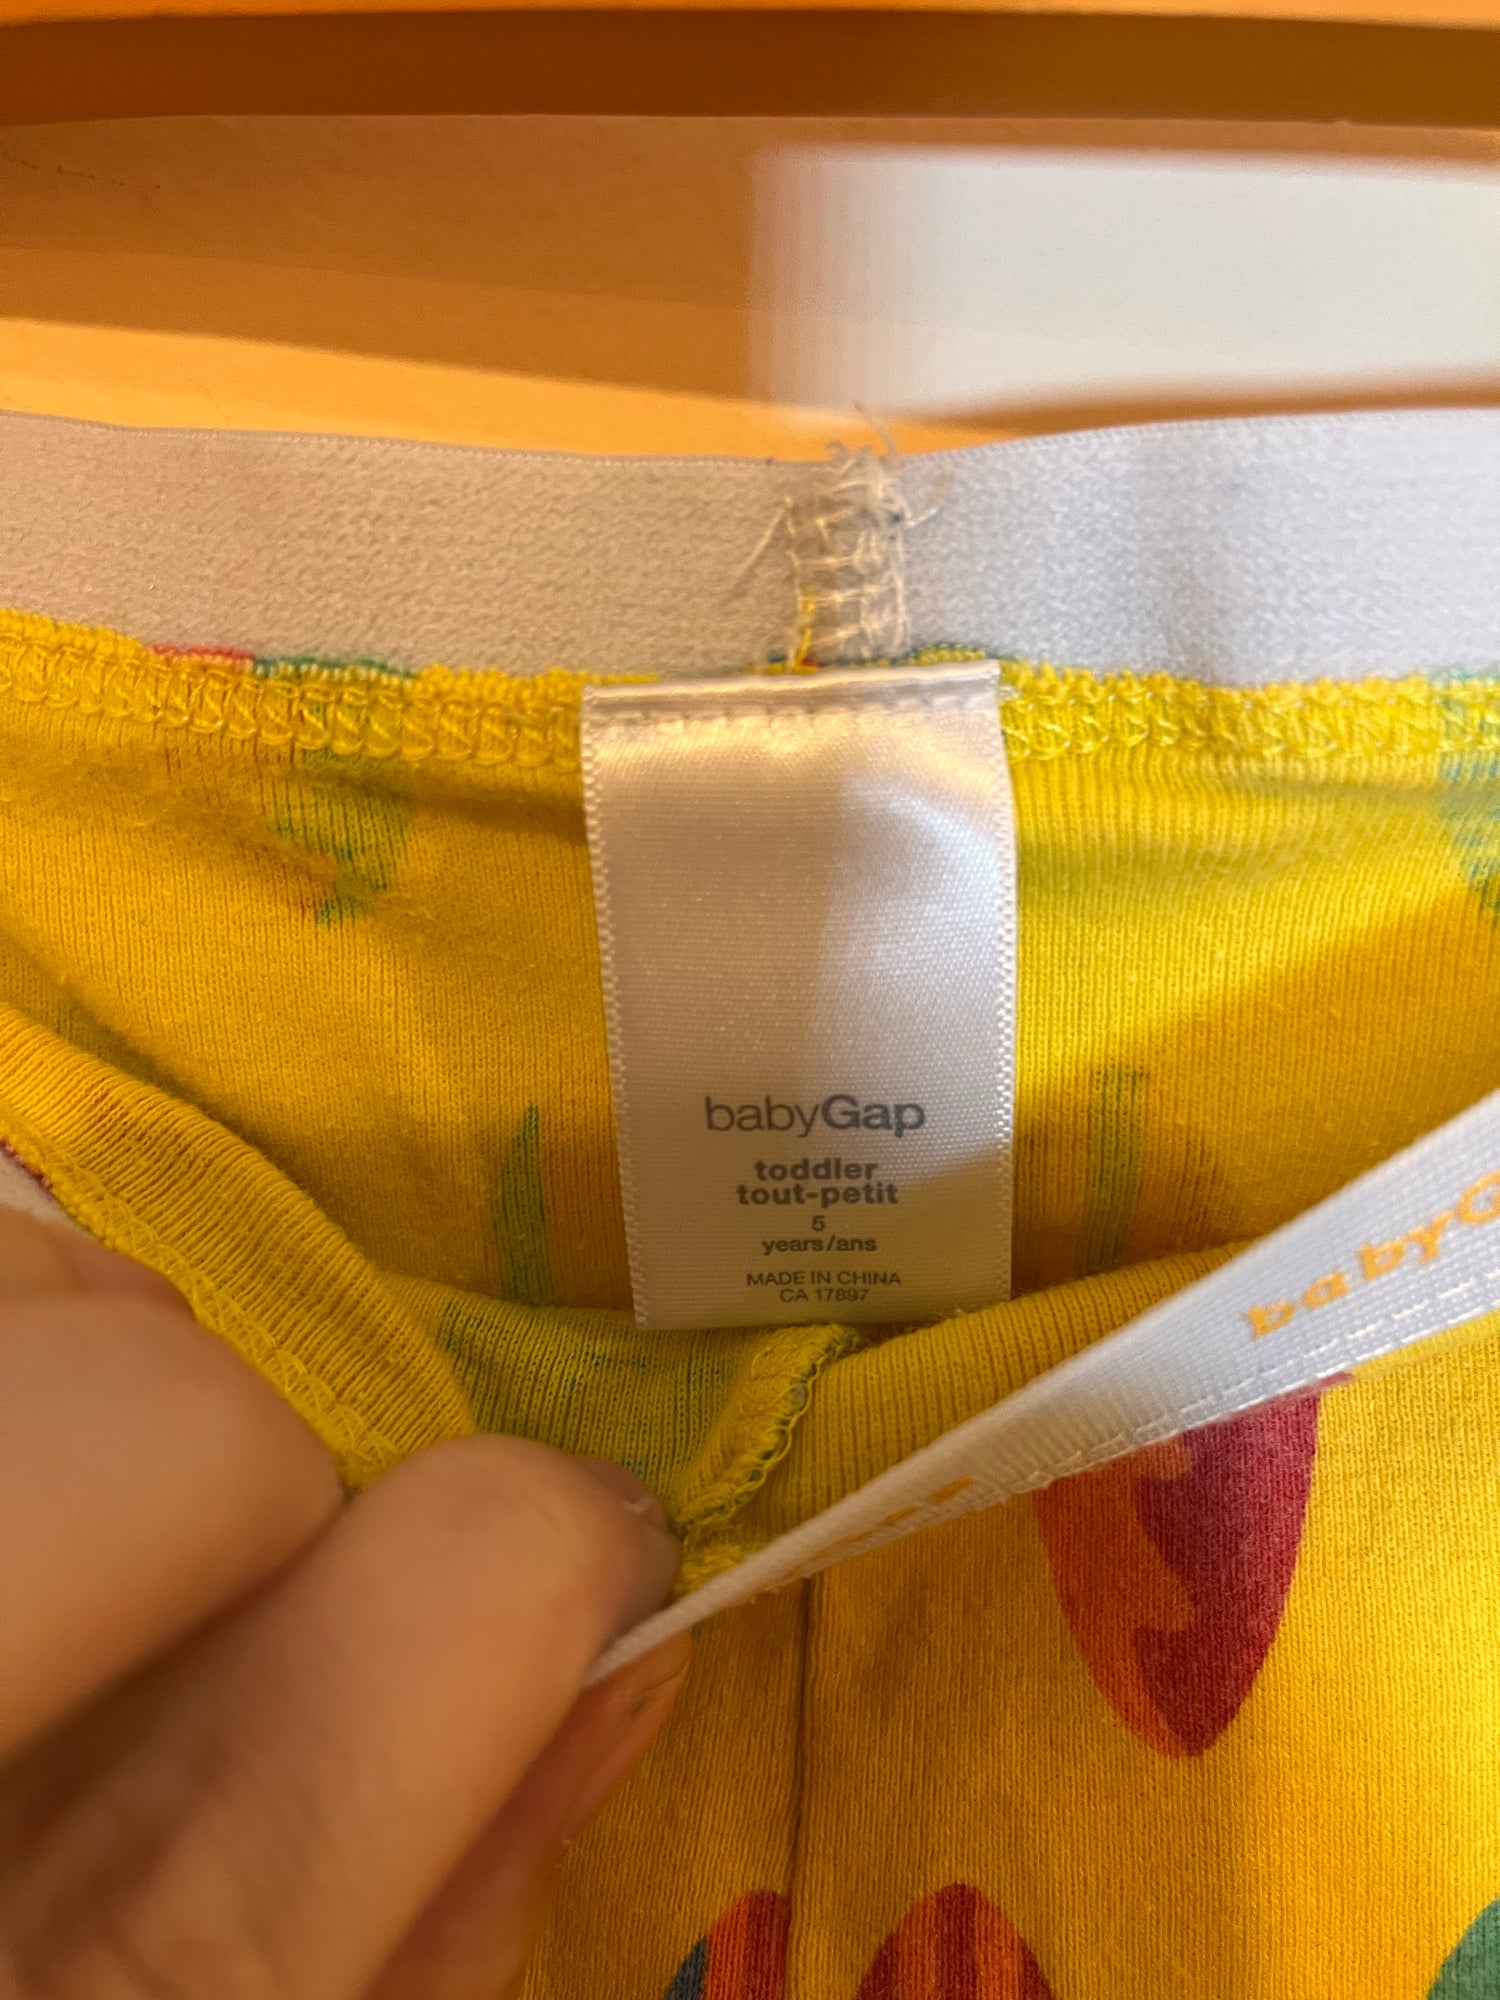 babyGap
toddler
tout-petit
5
years/ans
MADE IN CHINA
CA 17897
babyG